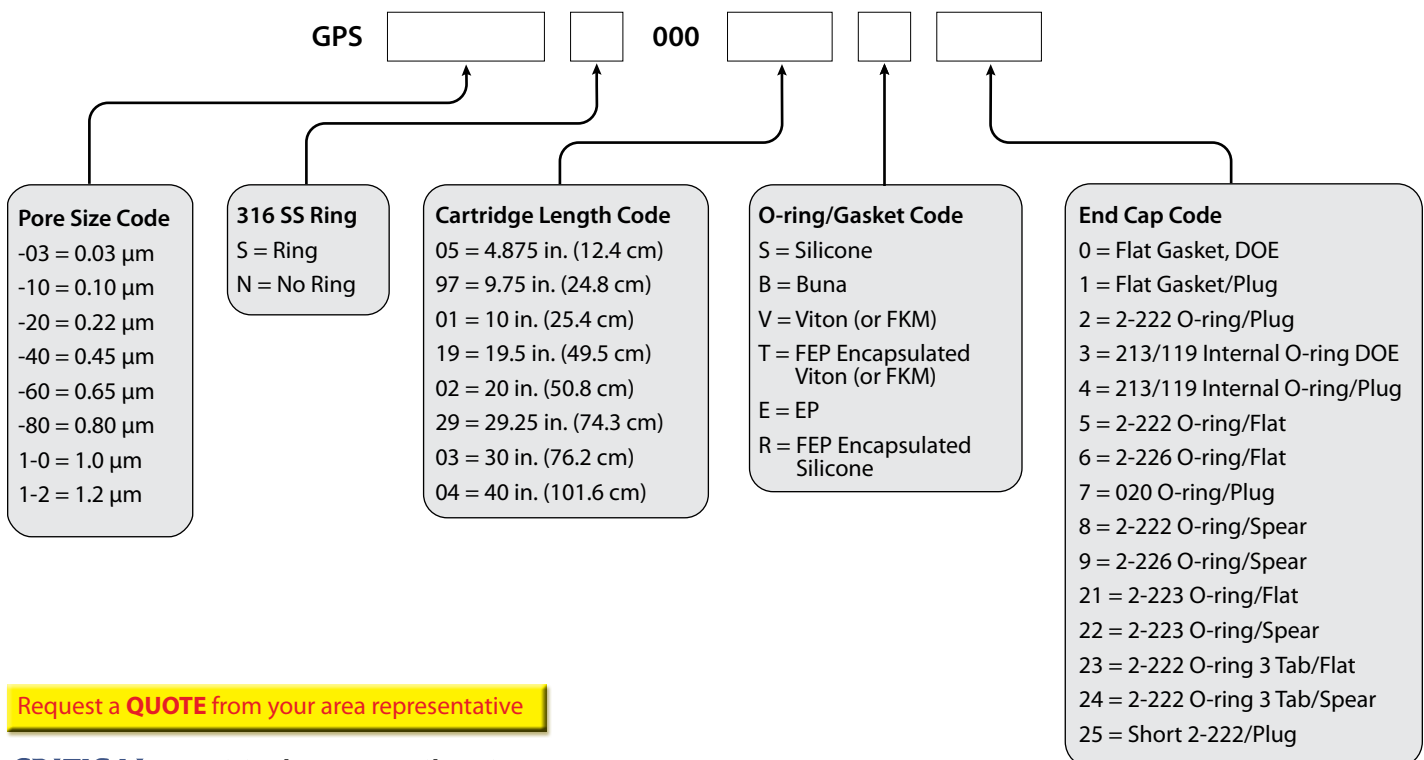 GPS 000
Pore Size Code
-03 = 0.03 µm
-10 = 0.10 µm
-20 = 0.22 µm
-40 = 0.45 µm
-60 = 0.65 µm
-80 = 0.80 µm
1-0 = 1.0 µm
1-2 = 1.2 µm
316 SS Ring
S = Ring
N = No Ring
Cartridge Length Code
05 = 4.875 in. (12.4 cm)
97 = 9.75 in. (24.8 cm)
01 = 10 in. (25.4 cm)
19 = 19.5 in. (49.5 cm)
02 = 20 in. (50.8 cm)
29 = 29.25 in. (74.3 cm)
03 = 30 in. (76.2 cm)
04 = 40 in. (101.6 cm)
O-ring/Gasket Code
S = Silicone
B = Buna
V = Viton (or FKM)
T = FEP Encapsulated
Viton (or FKM)
E = EP
R = FEP Encapsulated
Silicone
End Cap Code
0 = Flat Gasket, DOE
1 = Flat Gasket/Plug
2 = 2-222 O-ring/Plug
3 = 213/119 Internal O-ring DOE
4 = 213/119 Internal O-ring/Plug
5 = 2-222 O-ring/Flat
6 = 2-226 O-ring/Flat
7 = 020 O-ring/Plug
8 = 2-222 O-ring/Spear
9 = 2-226 O-ring/Spear
21 = 2-223 O-ring/Flat
22 = 2-223 O-ring/Spear
23 = 2-222 O-ring 3 Tab/Flat
24 = 2-222 O-ring 3 Tab/Spear
25 = Short 2-222/Plug
Request a QUOTE from your area representative